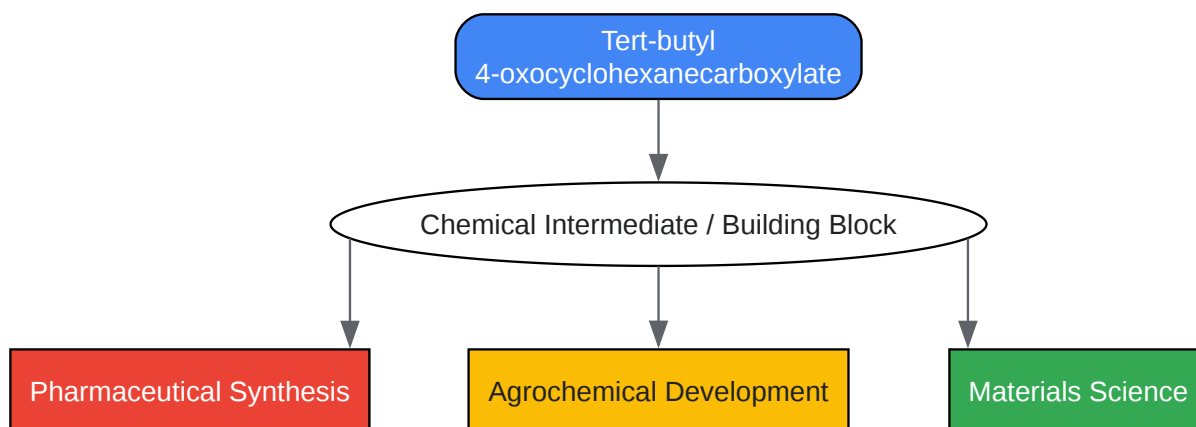 Tert-butyl
4-oxocyclohexanecarboxylate
Chemical Intermediate / Building Block
Pharmaceutical Synthesis
Agrochemical Development
Materials Science